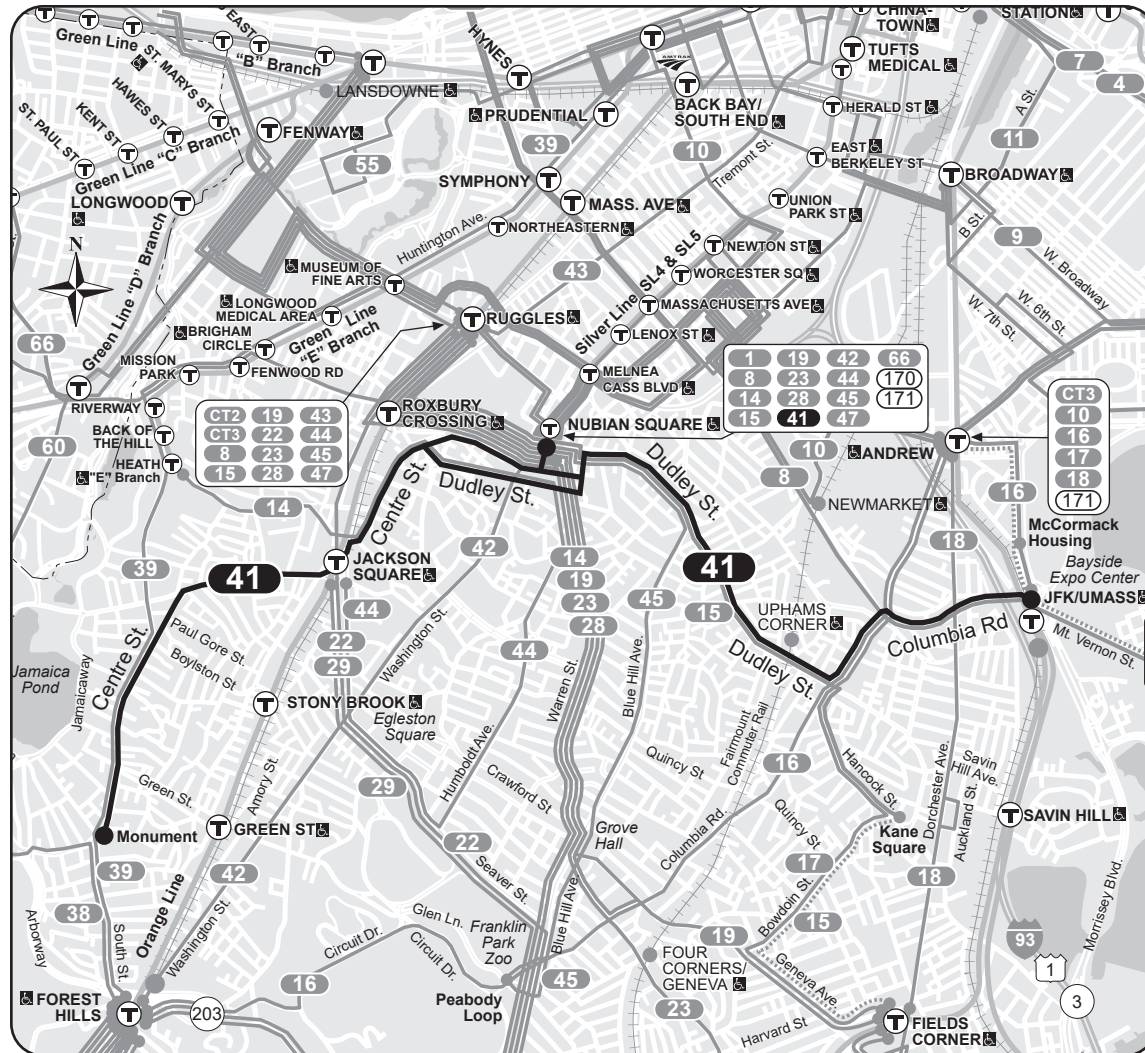 Green Line
"B" Branch
ST. MARYS ST
HAWES ST
KENT ST
ST. PAUL ST
Green Line "C" Branch
LANSDOWNE
FENWAY
55
LONGWOOD
HYNES
PRUDENTIAL
39
SYMPHONY
AMTRAK
BACK BAY/
SOUTH END
10
Tremont St.
CHINA-
TOWN
TUFTS
MEDICAL
STATION
7
4
A St.
11
HERALD ST
EAST
BERKELEY ST
BROADWAY
B St.
9
W. Broadway
W. 6th St.
W. 7th St.
MASS. AVE
UNION
PARK ST
Huntington Ave.
NORTHEASTERN
NEWTON ST
WORCESTER SQ
43
Silver Line SL4 & SL5
MASSACHUSETTS AVE
LENOX ST
N
Green Line "D" Branch
MUSEUM OF
FINE ARTS
LONGWOOD
MEDICAL AREA
Green Line
"E" Branch
BRIGHAM
CIRCLE
RUGGLES
66
MISSION
PARK
FENWOOD RD
MELNEA
CASS BLVD
1 19 42 66
8 23 44 170
14 28 45 171
15 41 47
RIVERWAY
BACK OF
THE HILL
60
HEATH
"E" Branch
CT2 19 43
CT3 22 44
8 23 45
15 28 47
ROXBURY
CROSSING
NUBIAN SQUARE
10
ANDREW
CT3
10
16
17
18
171
8
NEWMARKET
16
14
Centre St.
Dudley St.
Dudley St.
18
McCormack
Housing
Bayside
Expo Center
JFK/UMASS
Mt. Vernon St.
39
41
JACKSON
SQUARE
42
14
19
23
28
45
41
15
UPHAMS
CORNER
Columbia Rd
44
22
29
Washington St.
44
Dudley St.
Jamaica
Pond
Jamaicaway
Centre St.
Paul Gore St.
Boylston St
STONY BROOK
Egleston
Square
Warren St.
Blue Hill Ave.
Fairmount
Commuter Rail
16
Hancock St.
Dorchester Ave.
Savin
Hill Ave.
Auckland St.
Humboldt Ave.
Quincy St
Crawford St
Green St.
Amory St.
29
Monument
GREEN ST
22
Grove
Hall
Columbia Rd.
Quincy St
Kane
Square
SAVIN HILL
39
42
Seaver St.
17
Bowdoin St.
18
15
Morrissey Blvd.
38
Arborway
South St.
Orange Line
Washington St.
Glen Ln.
Circuit Dr.
Circuit Dr.
Franklin
Park
Zoo
Blue Hill Ave.
19
FOUR
CORNERS/
GENEVA
Geneva Ave.
93
1
3
16
Peabody
Loop
45
23
FOREST
HILLS
203
Harvard St
FIELDS
CORNER